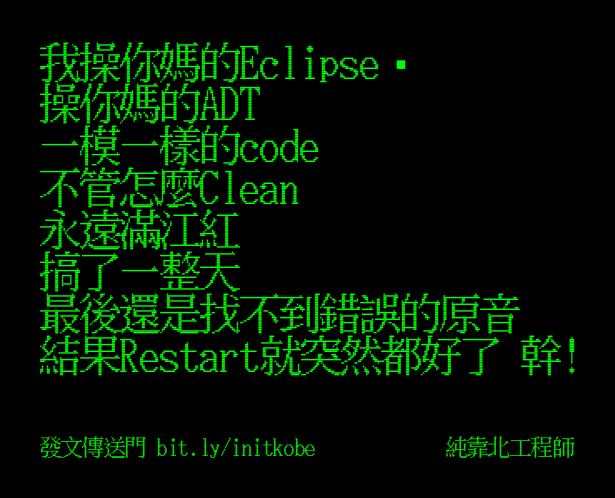 我操你媽的Eclipse▪
操你媽的ADT
一模一樣的code
不管怎麼Clean
永遠滿江紅
搞了一整天
最後還是找不到錯誤的原音
結果Restart就突然都好了 幹!
發文傳送門 bit.ly/initkobe
純靠北工程師